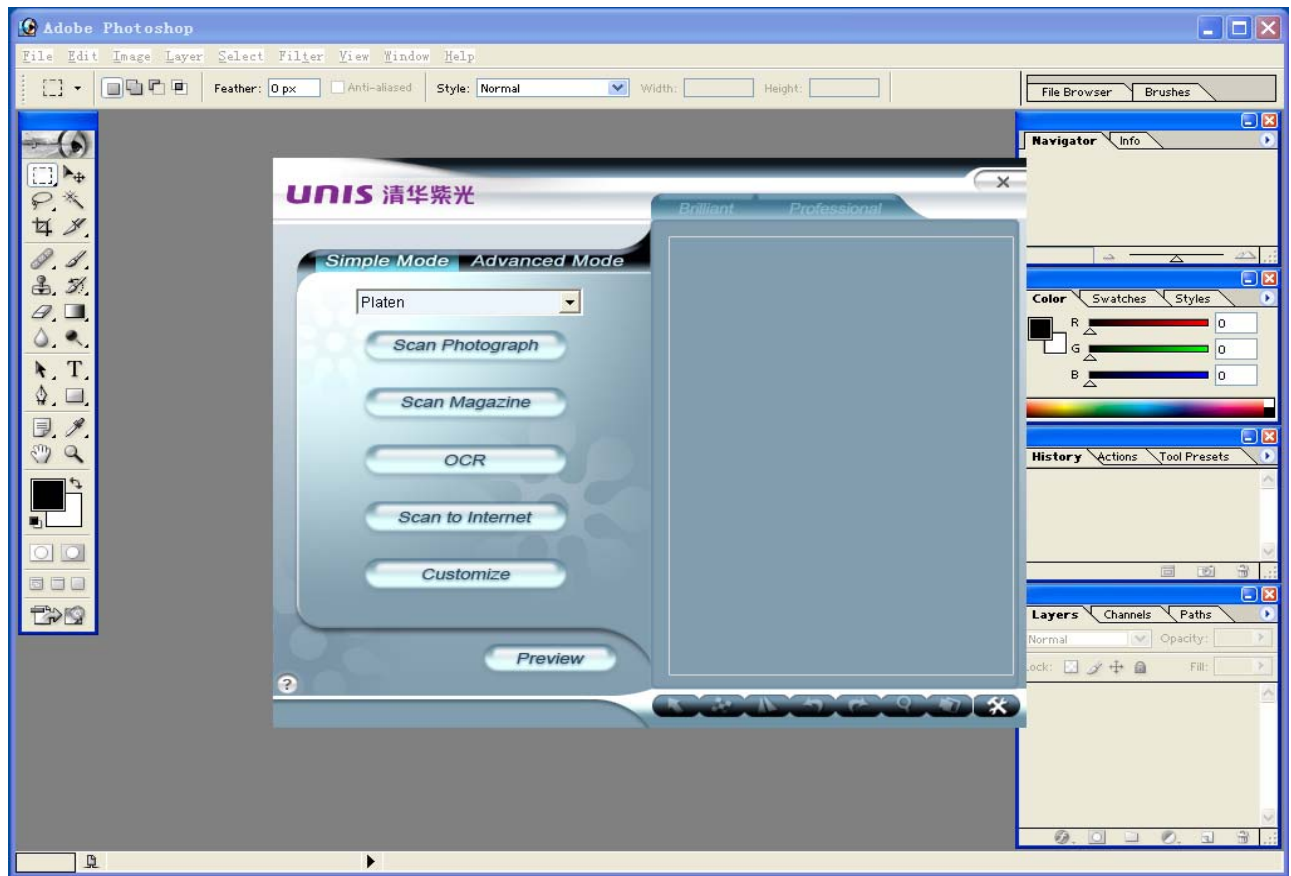 Adobe Photoshop
File Edit Image Layer Select Filter View Window Help
Feather: 0 px Anti-aliased Style: Normal Width: Height: File Browser Brushes
Navigator Info
UNIS 清华紫光
Brilliant Professional
Simple Mode Advanced Mode
Platen
Scan Photograph
Scan Magazine
OCR
Scan to Internet
Customize
Preview
?
Color Swatches Styles
R 0
G 0
B 0
History Actions Tool Presets
Layers Channels Paths
Normal Opacity:
ock: Fill: